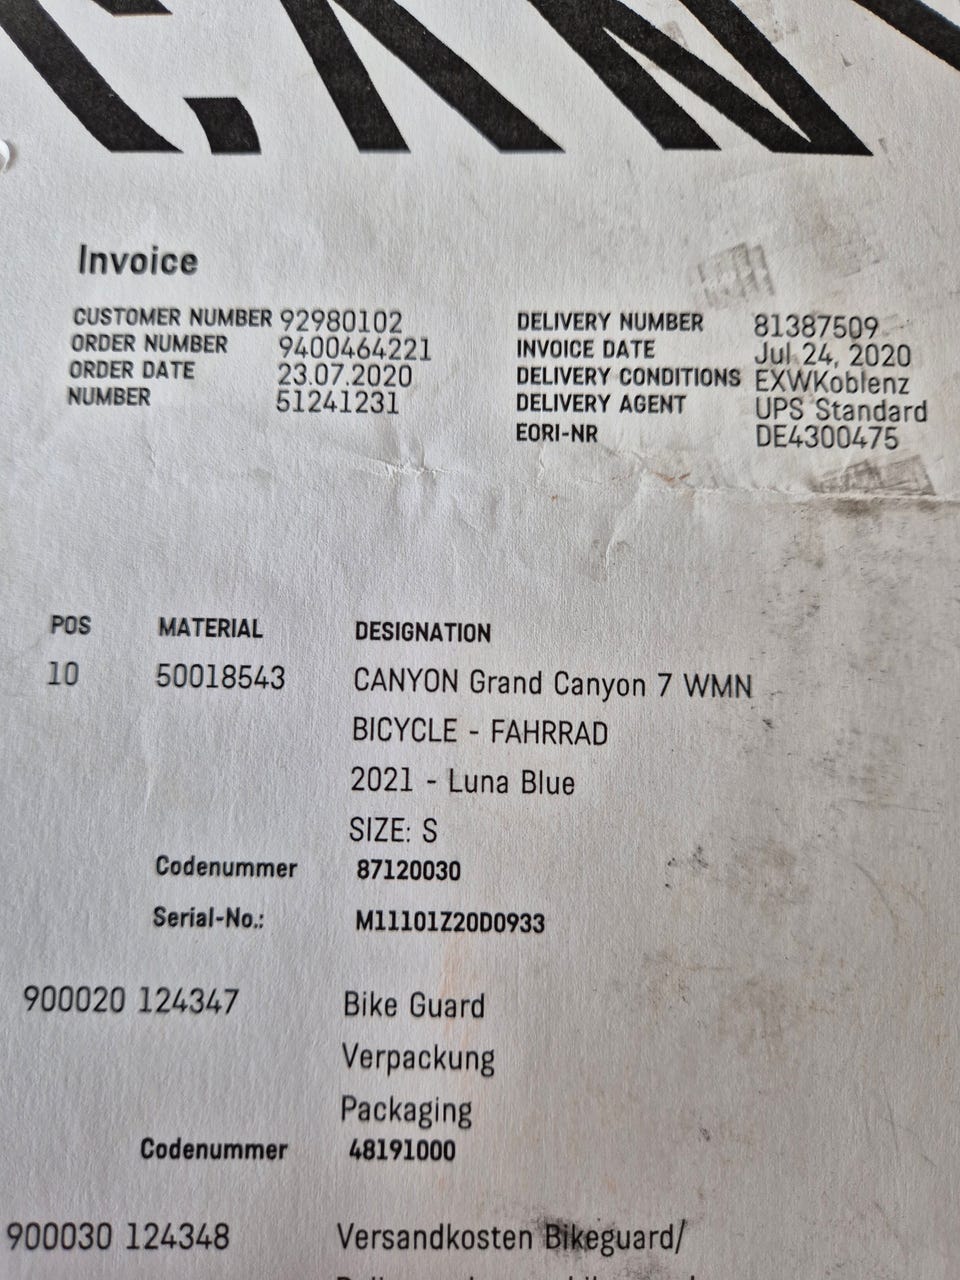 Invoice
CUSTOMER NUMBER 92980102
ORDER NUMBER 9400464221
ORDER DATE 23.07.2020
NUMBER 51241231
DELIVERY NUMBER 81387509
INVOICE DATE Jul 24, 2020
DELIVERY CONDITIONS EXWKoblenz
DELIVERY AGENT UPS Standard
EORI-NR DE4300475
POS MATERIAL DESIGNATION
10 50018543 CANYON Grand Canyon 7 WMN
BICYCLE - FAHRRAD
2021 - Luna Blue
SIZE: S
Codenummer 87120030
Serial-No.: M11101Z20D0933
900020 124347 Bike Guard
Verpackung
Packaging
Codenummer 48191000
900030 124348 Versandkosten Bikeguard/